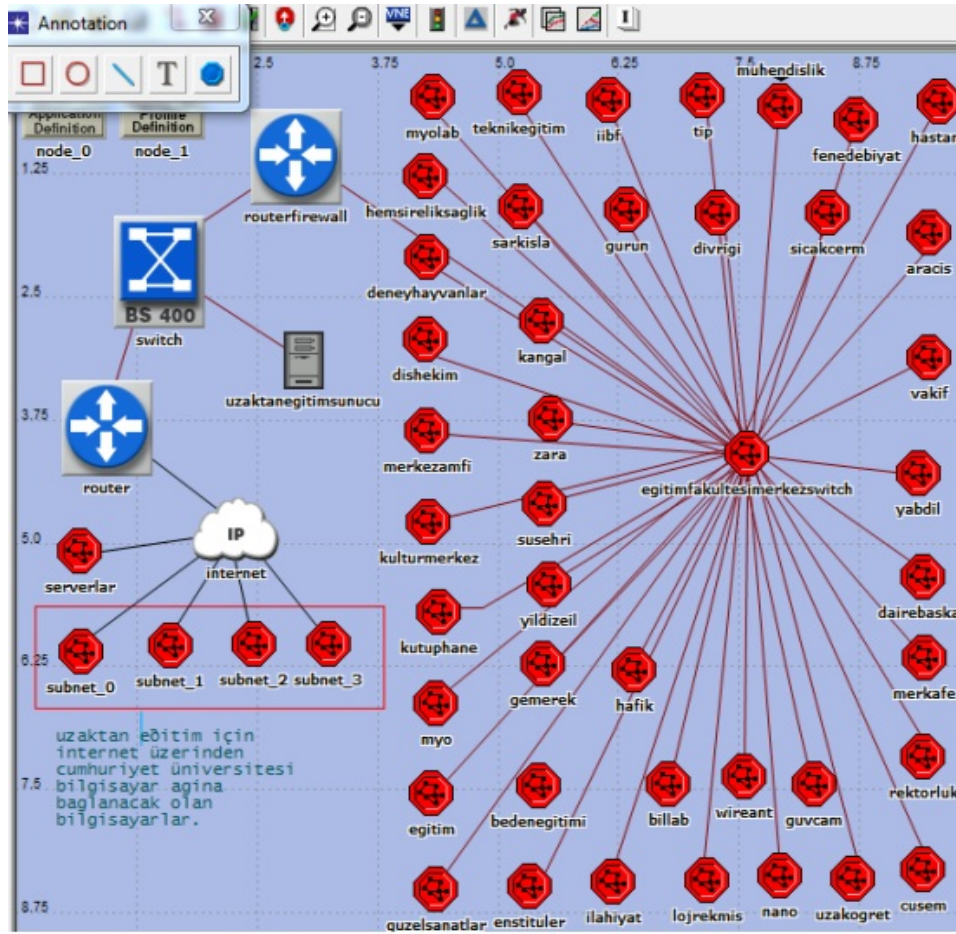 Annotation
T
2.5
3.75
5.0
6.25
7.5
8.75
Application
Definition
node_0
Profile
Definition
node_1
1.25
routerfirewall
myolab
teknikegitim
iibf
tip
muhendislik
fenedebiyat
hastan
hemsireliksaglik
sarkisla
gurun
divrigi
sicakcerm
aracis
2.5
BS 400
switch
deneyhayvanlar
kangal
uzaktanegitimsunucu
dishekim
vakif
3.75
router
merkezamfi
zara
egitimfakultesimerkezswitch
yabdil
5.0
IP
internet
serverlar
kulturmerkez
susehri
dairebaska
kutuphane
yildizeil
6.25
subnet_0
subnet_1
subnet_2
subnet_3
gemerek
hafik
merkafe
myo
uzaktan eðitim için
internet üzerinden
cumhuriyet üniversitesi
bilgisayar agina
baglanacak olan
bilgisayarlar.
7.5
egitim
bedenegitimi
billab
wireant
guvcam
rektorluk
8.75
guzelsanatlar
enstituler
ilahiyat
lojrekmis
nano
uzakogret
cusem